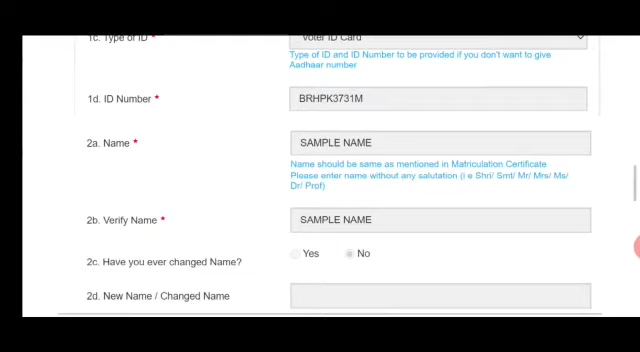 1c. Type of ID *
Voter ID Card
Type of ID and ID Number to be provided if you don't want to give
Aadhaar number
1d. ID Number *
BRHPK3731M
2a. Name *
SAMPLE NAME
Name should be same as mentioned in Matriculation Certificate
Please enter name without any salutation (i e Shri/ Smt/ Mr/ Mrs/ Ms/
Dr/ Prof)
2b. Verify Name *
SAMPLE NAME
2c. Have you ever changed Name?
Yes No
2d. New Name / Changed Name